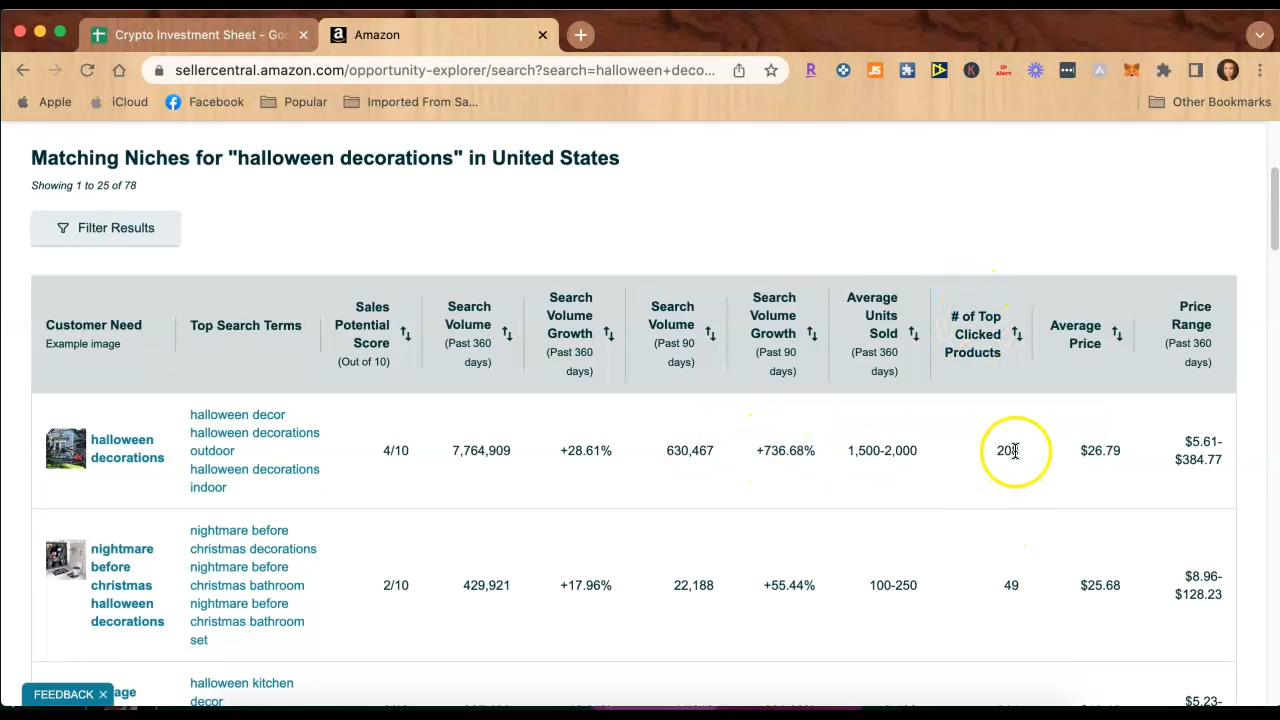 Crypto Investment Sheet - Goo
Amazon
sellercentral.amazon.com/opportunity-explorer/search?search=halloween+deco...
Apple
iCloud
Facebook
Popular
Imported From Sa...
Other Bookmarks
Matching Niches for "halloween decorations" in United States
Showing 1 to 25 of 78
Filter Results
Customer Need
Example image
Top Search Terms
Sales
Potential
Score
(Out of 10)
Search
Volume
(Past 360
days)
Search
Volume
Growth
(Past 360
days)
Search
Volume
(Past 90
days)
Search
Volume
Growth
(Past 90
days)
Average
Units
Sold
(Past 360
days)
# of Top
Clicked
Products
Average
Price
Price
Range
(Past 360
days)
halloween
decorations
halloween decor
halloween decorations
outdoor
halloween decorations
indoor
4/10
7,764,909
+28.61%
630,467
+736.68%
1,500-2,000
$26.79
$5.61-
$384.77
nightmare
before
christmas
halloween
decorations
nightmare before
christmas decorations
nightmare before
christmas bathroom
nightmare before
christmas bathroom
set
2/10
429,921
+17.96%
22,188
+55.44%
100-250
49
$25.68
$8.96-
$128.23
halloween kitchen
decor
$5.23-
FEEDBACK